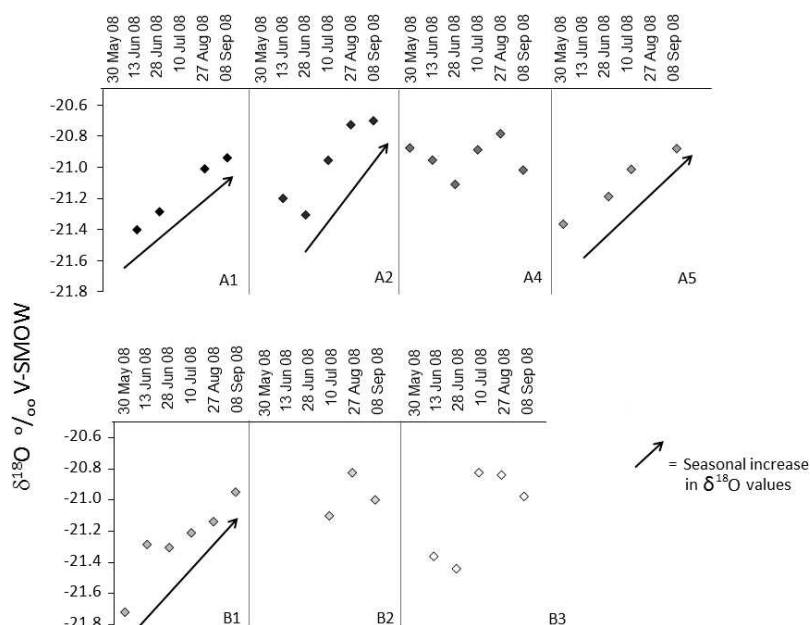 30 May 08 13 Jun 08 28 Jun 08 10 Jul 08 27 Aug 08 08 Sep 08 30 May 08 13 Jun 08 28 Jun 08 10 Jul 08 27 Aug 08 08 Sep 08 30 May 08 13 Jun 08 28 Jun 08 10 Jul 08 27 Aug 08 08 Sep 08 30 May 08 13 Jun 08 28 Jun 08 10 Jul 08 27 Aug 08 08 Sep 08
-20.6
-20.8
-21.0
-21.2
-21.4
-21.6
-21.8
A1 A2 A4 A5
δ¹⁸O ‰ V-SMOW
30 May 08 13 Jun 08 28 Jun 08 10 Jul 08 27 Aug 08 08 Sep 08 30 May 08 13 Jun 08 28 Jun 08 10 Jul 08 27 Aug 08 08 Sep 08 30 May 08 13 Jun 08 28 Jun 08 10 Jul 08 27 Aug 08 08 Sep 08
-20.6
-20.8
-21.0
-21.2
-21.4
-21.6
-21.8
B1 B2 B3
= Seasonal increase
in δ¹⁸O values